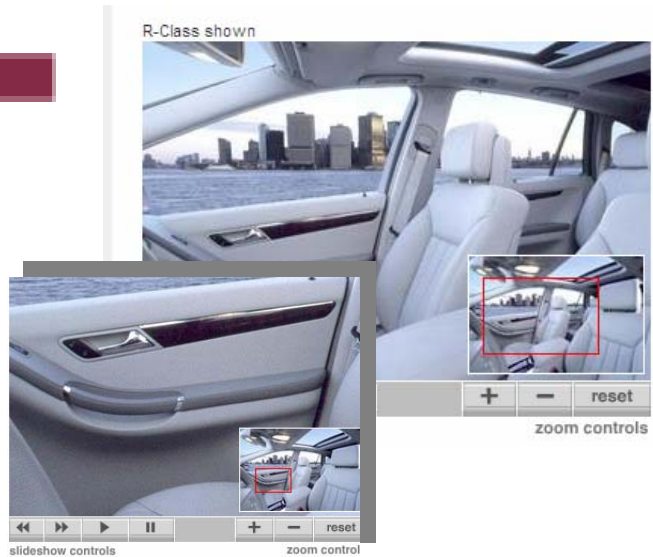 R-Class shown
+ − reset
zoom controls
+ − reset
slideshow controls zoom control